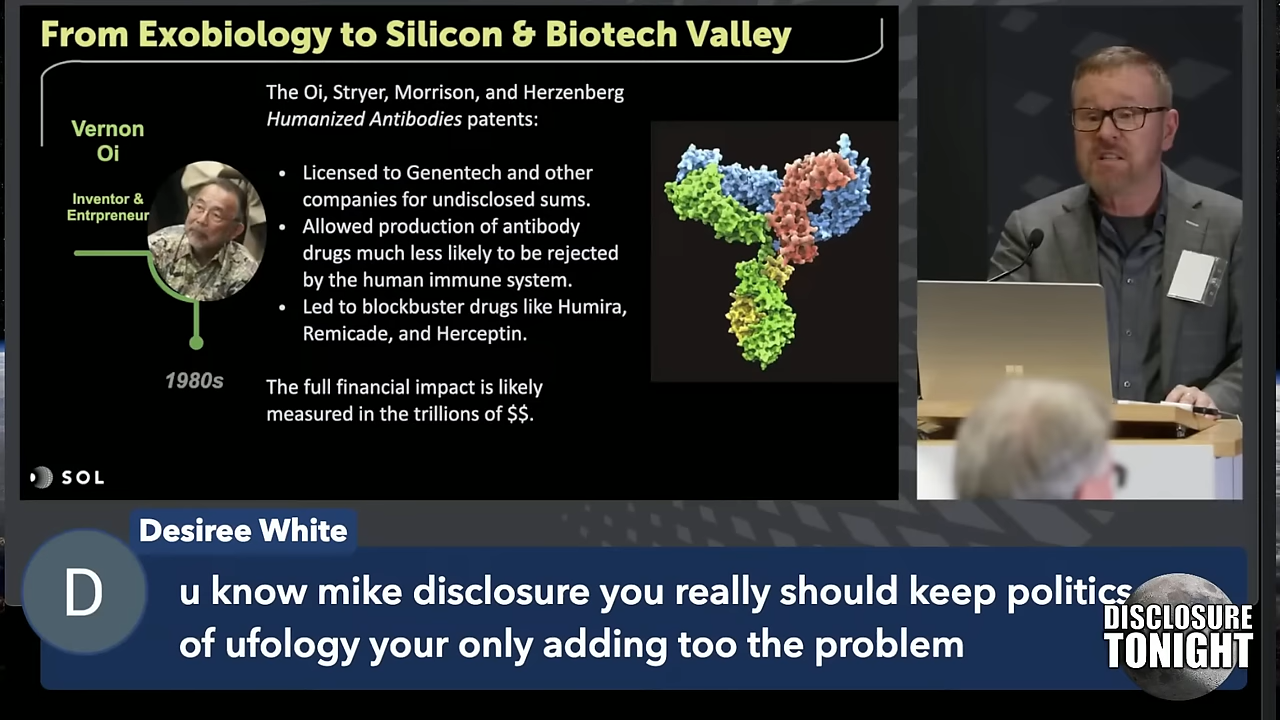 From Exobiology to Silicon & Biotech Valley
The Oi, Stryer, Morrison, and Herzenberg
Humanized Antibodies patents:
Vernon
Oi
Inventor &
Entrpreneur
• Licensed to Genentech and other
companies for undisclosed sums.
• Allowed production of antibody
drugs much less likely to be rejected
by the human immune system.
• Led to blockbuster drugs like Humira,
Remicade, and Herceptin.
1980s
The full financial impact is likely
measured in the trillions of $$.
SOL
Desiree White
D
u know mike disclosure you really should keep politics
of ufology your only adding too the problem
DISCLOSURE
TONIGHT